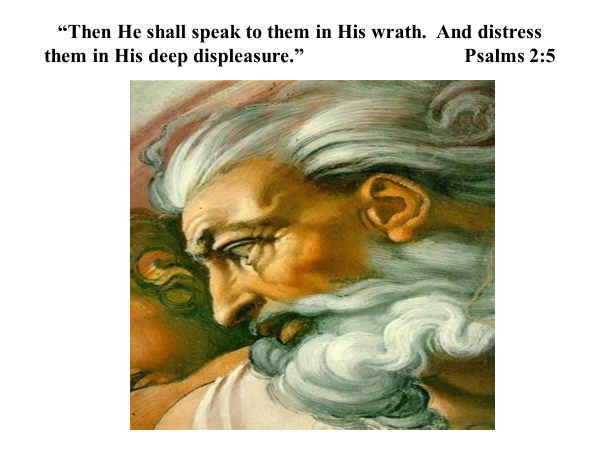 “Then He shall speak to them in His wrath.  And distress
them in His deep displeasure.” Psalms 2:5